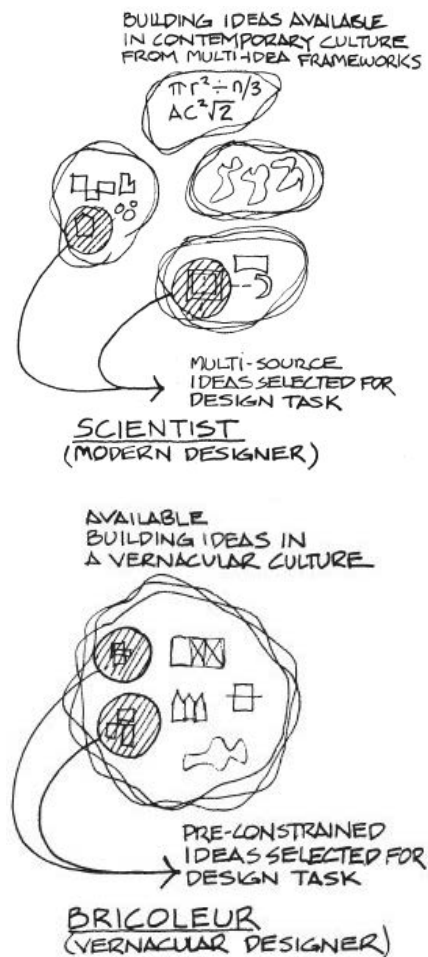 BUILDING IDEAS AVAILABLE
IN CONTEMPORARY CULTURE
FROM MULTI-IDEA FRAMEWORKS
πr²÷n/3
AC²√2
MULTI-SOURCE
IDEAS SELECTED FOR
DESIGN TASK
SCIENTIST
(MODERN DESIGNER)
AVAILABLE
BUILDING IDEAS IN
A VERNACULAR CULTURE
PRE-CONSTRAINED
IDEAS SELECTED FOR
DESIGN TASK
BRICOLEUR
(VERNACULAR DESIGNER)